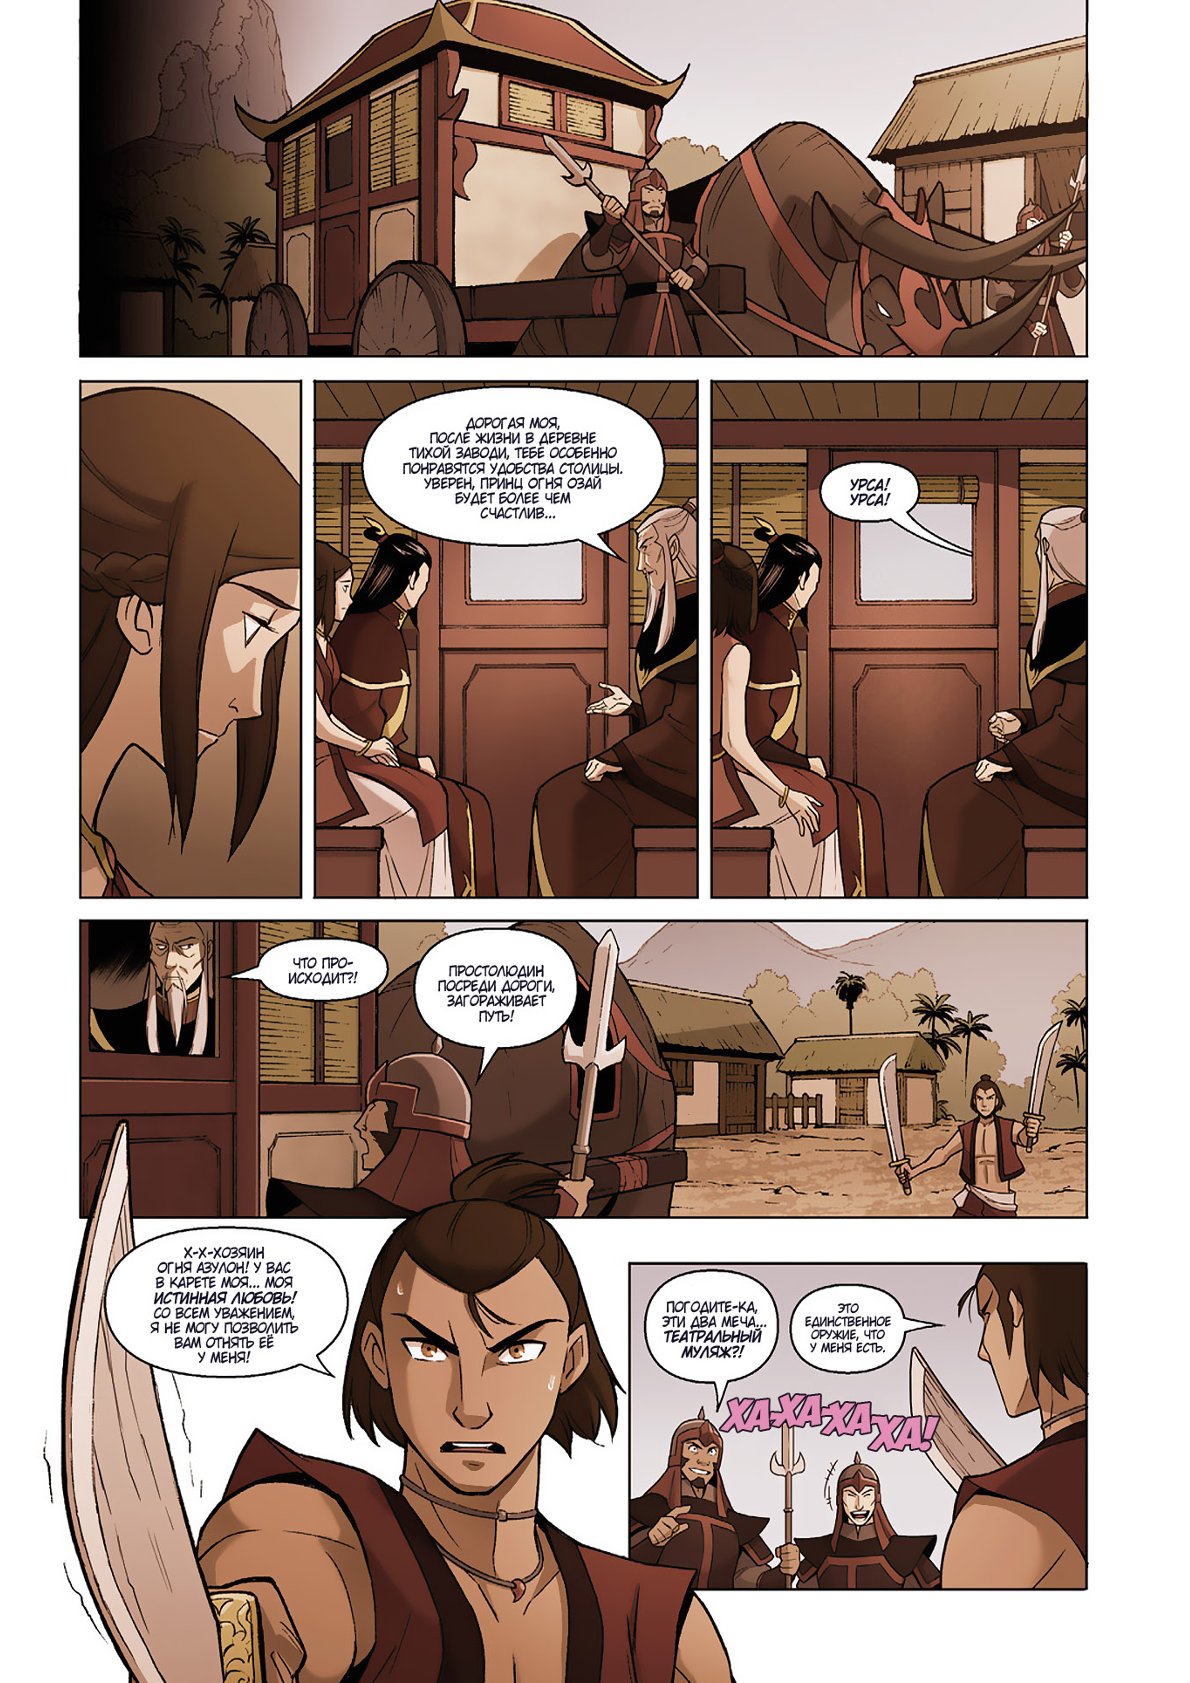 ДОРОГАЯ МОЯ,
ПОСЛЕ ЖИЗНИ В ДЕРЕВНЕ
ТИХОЙ ЗАВОДИ, ТЕБЕ ОСОБЕННО
ПОНРАВЯТСЯ УДОБСТВА СТОЛИЦЫ.
УВЕРЕН, ПРИНЦ ОГНЯ ОЗАЙ
БУДЕТ БОЛЕЕ ЧЕМ
СЧАСТЛИВ...
УРСА!
УРСА!
ЧТО ПРО-
ИСХОДИТ?!
ПРОСТОЛЮДИН
ПОСРЕДИ ДОРОГИ,
ЗАГОРАЖИВАЕТ
ПУТЬ!
Х-Х-ХОЗЯИН
ОГНЯ АЗУЛОН! У ВАС
В КАРЕТЕ МОЯ... МОЯ
ИСТИННАЯ ЛЮБОВЬ!
СО ВСЕМ УВАЖЕНИЕМ,
Я НЕ МОГУ ПОЗВОЛИТЬ
ВАМ ОТНЯТЬ ЕЁ
У МЕНЯ!
ПОГОДИТЕ-КА,
ЭТИ ДВА МЕЧА...
ТЕАТРАЛЬНЫЙ
МУЛЯЖ?!
ЭТО
ЕДИНСТВЕННОЕ
ОРУЖИЕ, ЧТО
У МЕНЯ ЕСТЬ.
ХА-ХА-ХА-ХА!